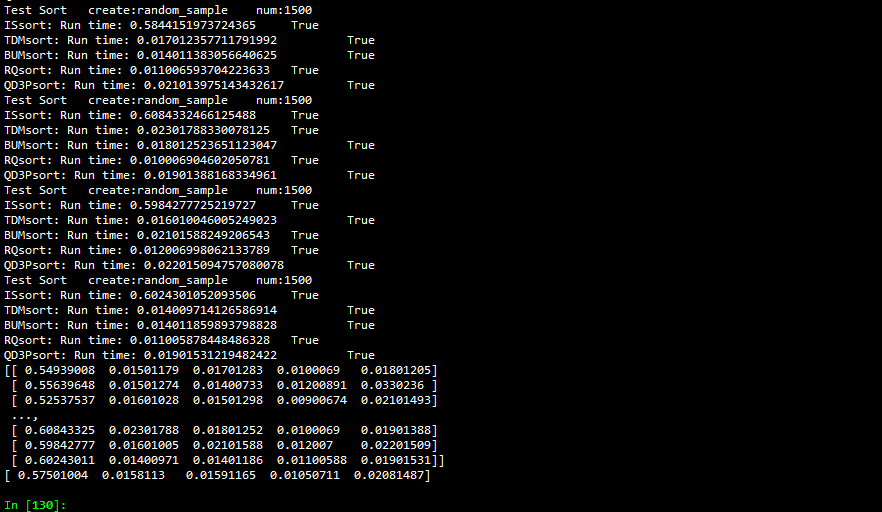 Test Sort   create:random_sample    num:1500
ISsort: Run time: 0.5844151973724365     True
TDMsort: Run time: 0.017012357711791992          True
BUMsort: Run time: 0.014011383056640625          True
RQsort: Run time: 0.011006593704223633   True
QD3Psort: Run time: 0.021013975143432617         True
Test Sort   create:random_sample    num:1500
ISsort: Run time: 0.6084332466125488     True
TDMsort: Run time: 0.02301788330078125   True
BUMsort: Run time: 0.018012523651123047          True
RQsort: Run time: 0.010006904602050781   True
QD3Psort: Run time: 0.01901388168334961          True
Test Sort   create:random_sample    num:1500
ISsort: Run time: 0.5984277725219727     True
TDMsort: Run time: 0.016010046005249023          True
BUMsort: Run time: 0.02101588249206543   True
RQsort: Run time: 0.012006998062133789   True
QD3Psort: Run time: 0.022015094757080078         True
Test Sort   create:random_sample    num:1500
ISsort: Run time: 0.6024301052093506     True
TDMsort: Run time: 0.014009714126586914          True
BUMsort: Run time: 0.014011859893798828          True
RQsort: Run time: 0.011005878448486328   True
QD3Psort: Run time: 0.01901531219482422          True
[[ 0.54939008  0.01501179  0.01701283  0.0100069   0.01801205]
 [ 0.55639648  0.01501274  0.01400733  0.01200891  0.0330236 ]
 [ 0.52537537  0.01601028  0.01501298  0.00900674  0.02101493]
 ...,
 [ 0.60843325  0.02301788  0.01801252  0.0100069   0.01901388]
 [ 0.59842777  0.01601005  0.02101588  0.012007    0.02201509]
 [ 0.60243011  0.01400971  0.01401186  0.01100588  0.01901531]]
[ 0.57501004  0.0158113   0.01591165  0.01050711  0.02081487]
In [130]: